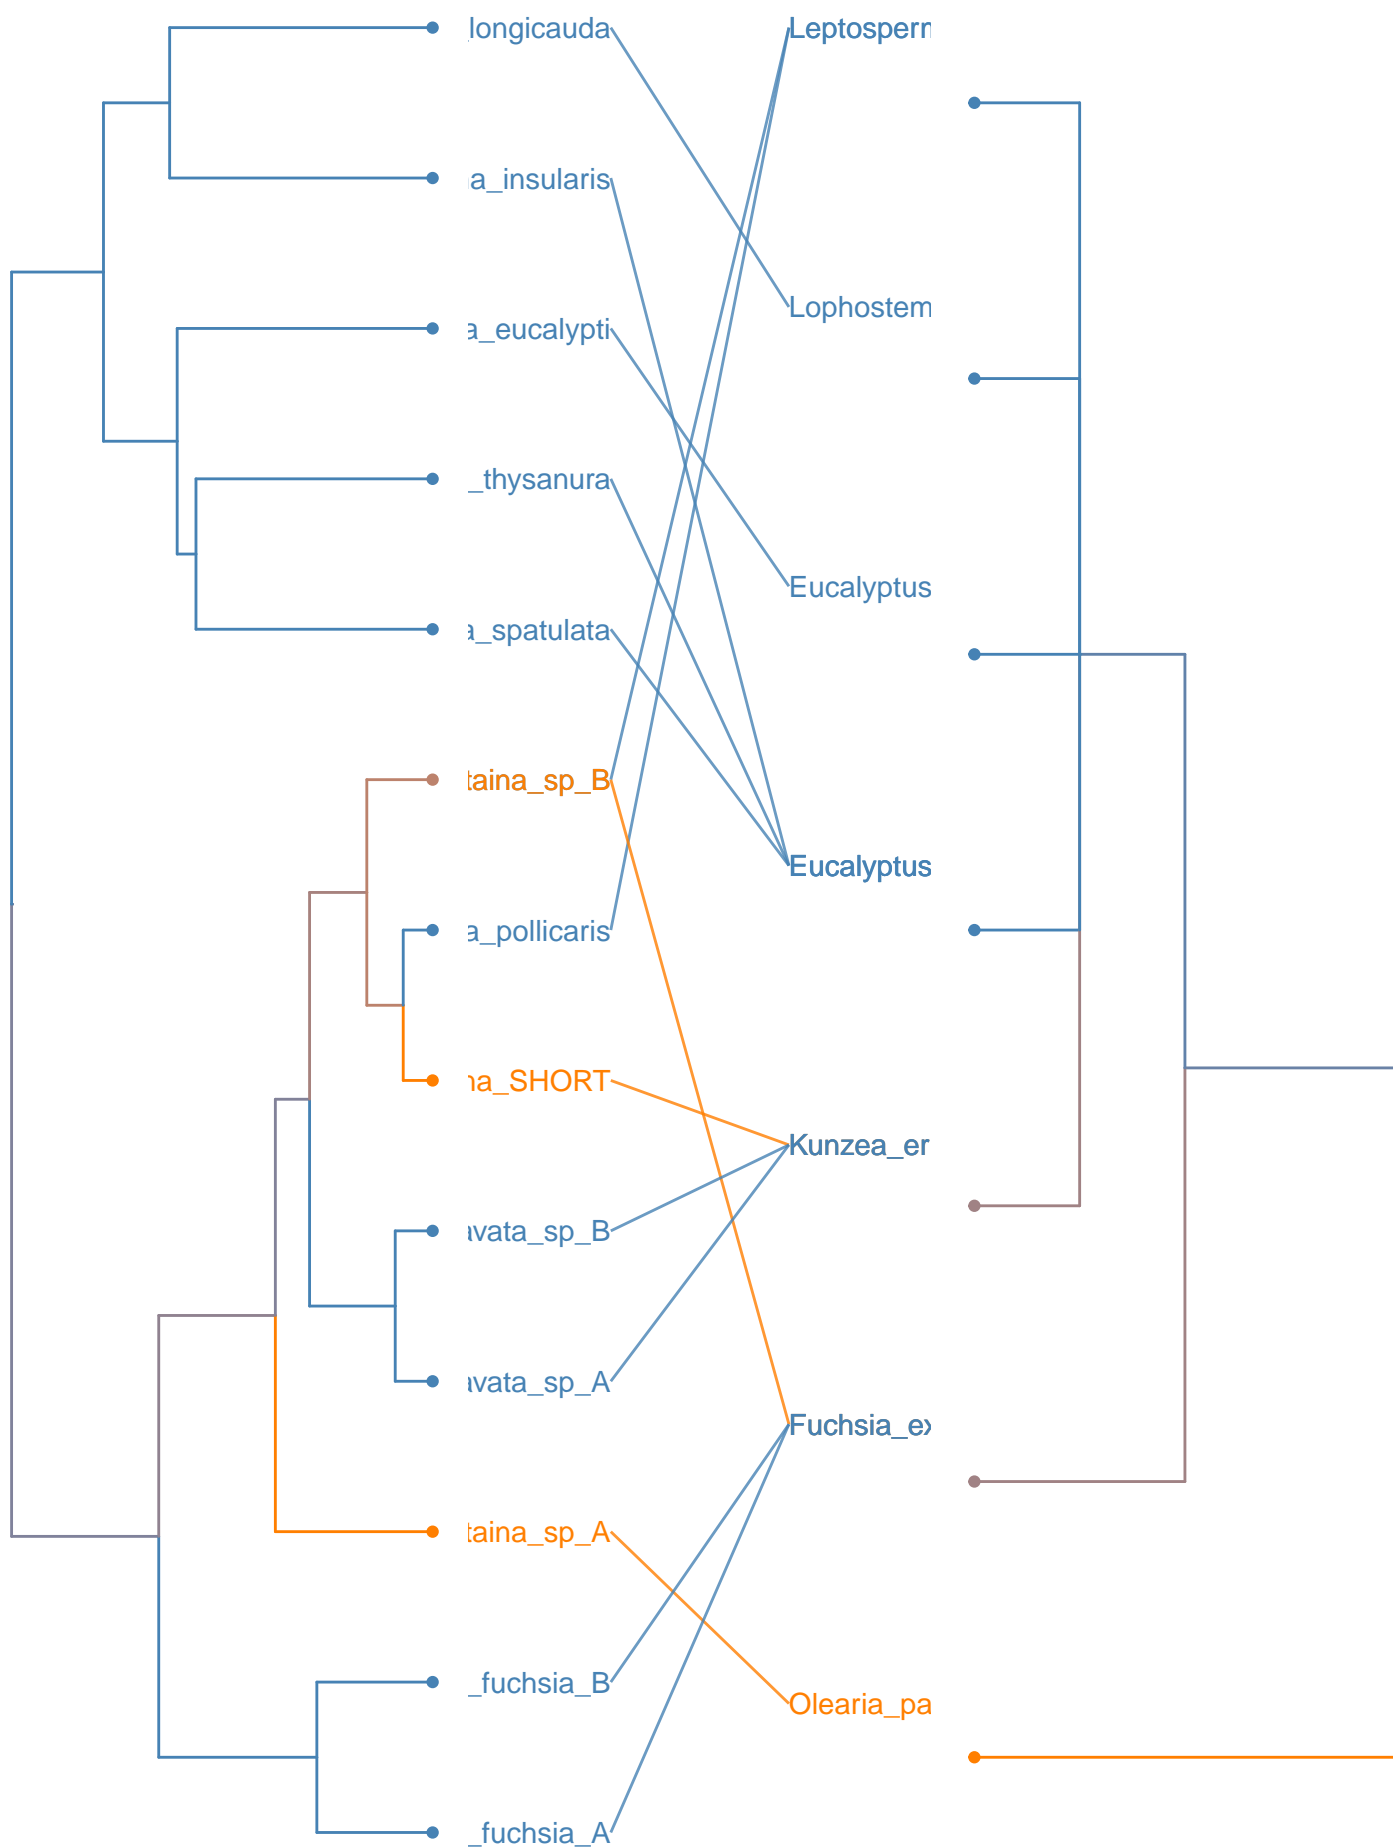 longicauda
a_insularis
a_eucalypti
_thysanura
a_spatulata
taina_sp_B
a_pollicaris
na_SHORT
avata_sp_B
avata_sp_A
taina_sp_A
_fuchsia_B
_fuchsia_A
Leptosperm
Lophostem
Eucalyptus
Eucalyptus
Kunzea_er
Fuchsia_ex
Olearia_pa